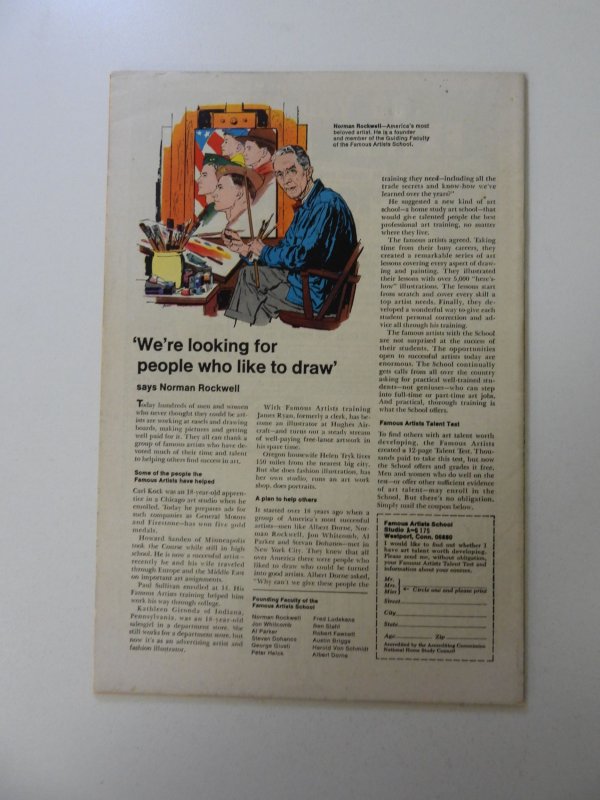 Norman Rockwell—America's most
beloved artist. He is a founder
and member of the Guiding Faculty
of the Famous Artists School.
'We're looking for
people who like to draw'
says Norman Rockwell
Today hundreds of men and women
who never thought they could be art-
ists are working at easels and drawing
boards, making pictures and getting
well paid for it. They all can thank a
group of famous artists who have de-
voted much of their time and talent
to helping others find success in art.
Some of the people the
Famous Artists have helped
Carl Kock was an 18-year-old appren-
tice in a Chicago art studio when he
enrolled. Today he prepares ads for
such companies as General Motors
and Firestone—has won five gold
medals.
Howard Sanden of Minneapolis
took the Course while still in high
school. He is now a successful artist—
recently he and his wife traveled
through Europe and the Middle East
on important art assignments.
Paul Sullivan enrolled at 31. His
Famous Artists training helped him
work his way through college.
Kathleen Gironda of Indiana,
Pennsylvania, was an 18-year-old
salesgirl in a department store. She
still works for a department store, but
now it's as an advertising artist and
fashion illustrator.
With Famous Artists training
James Ryan, formerly a clerk, has be-
come an illustrator at Hughes Air-
craft—and turns out a steady stream
of well-paying free-lance artwork in
his spare time.
Oregon housewife Helen Tryk lives
150 miles from the nearest big city.
But she does fashion illustration, has
her own studio, runs an art work
shop, does portraits.
A plan to help others
It started over 18 years ago when a
group of America's most successful
artists—men like Albert Dorne, Nor-
man Rockwell, Jon Whitcomb, Al
Parker and Stevan Dohanos—met in
New York City. They knew that all
over America there were people who
liked to draw who could be turned
into good artists. Albert Dorne asked,
"Why can't we give these people the
Founding Faculty of the
Famous Artists School
Norman Rockwell
Jon Whitcomb
Al Parker
Stevan Dohanos
George Giusti
Peter Helck
Fred Ludekens
Ben Stahl
Robert Fawcett
Austin Briggs
Harold Von Schmidt
Albert Dorne
training they need—including all the
trade secrets and know-how we've
learned over the years?"
He suggested a new kind of art
school—a home study art school—that
would give talented people the best
professional art training, no matter
where they live.
The famous artists agreed. Taking
time from their busy careers, they
created a remarkable series of art
lessons covering every aspect of draw-
ing and painting. They illustrated
their lessons with over 5,000 "here's
how" illustrations. The lessons start
from scratch and cover every skill a
top artist needs. Finally, they de-
veloped a wonderful way to give each
student personal correction and ad-
vice all through his training.
The famous artists with the School
are not surprised at the success of
their students. The opportunities
open to successful artists today are
enormous. The School continually
gets calls from all over the country
asking for practical well-trained stu-
dents—not geniuses—who can step
into full-time or part-time art jobs.
And practical, thorough training is
what the School offers.
Famous Artists Talent Test
To find others with art talent worth
developing, the Famous Artists
created a 12-page Talent Test. Thou-
sands paid to take this test, but now
the School offers and grades it free.
Men and women who do well on the
test—or offer other sufficient evidence
of art talent—may enroll in the
School. But there's no obligation.
Simply mail the coupon below.
Famous Artists School
Studio A-6175
Westport, Conn. 06880
I would like to find out whether I
have art talent worth developing.
Please send me, without obligation,
your Famous Artists Talent Test and
information about your courses.
Mr.
Mrs.
Miss
Circle one and please print
Street
City
State
Age Zip
Accredited by the Accrediting Commission
National Home Study Council